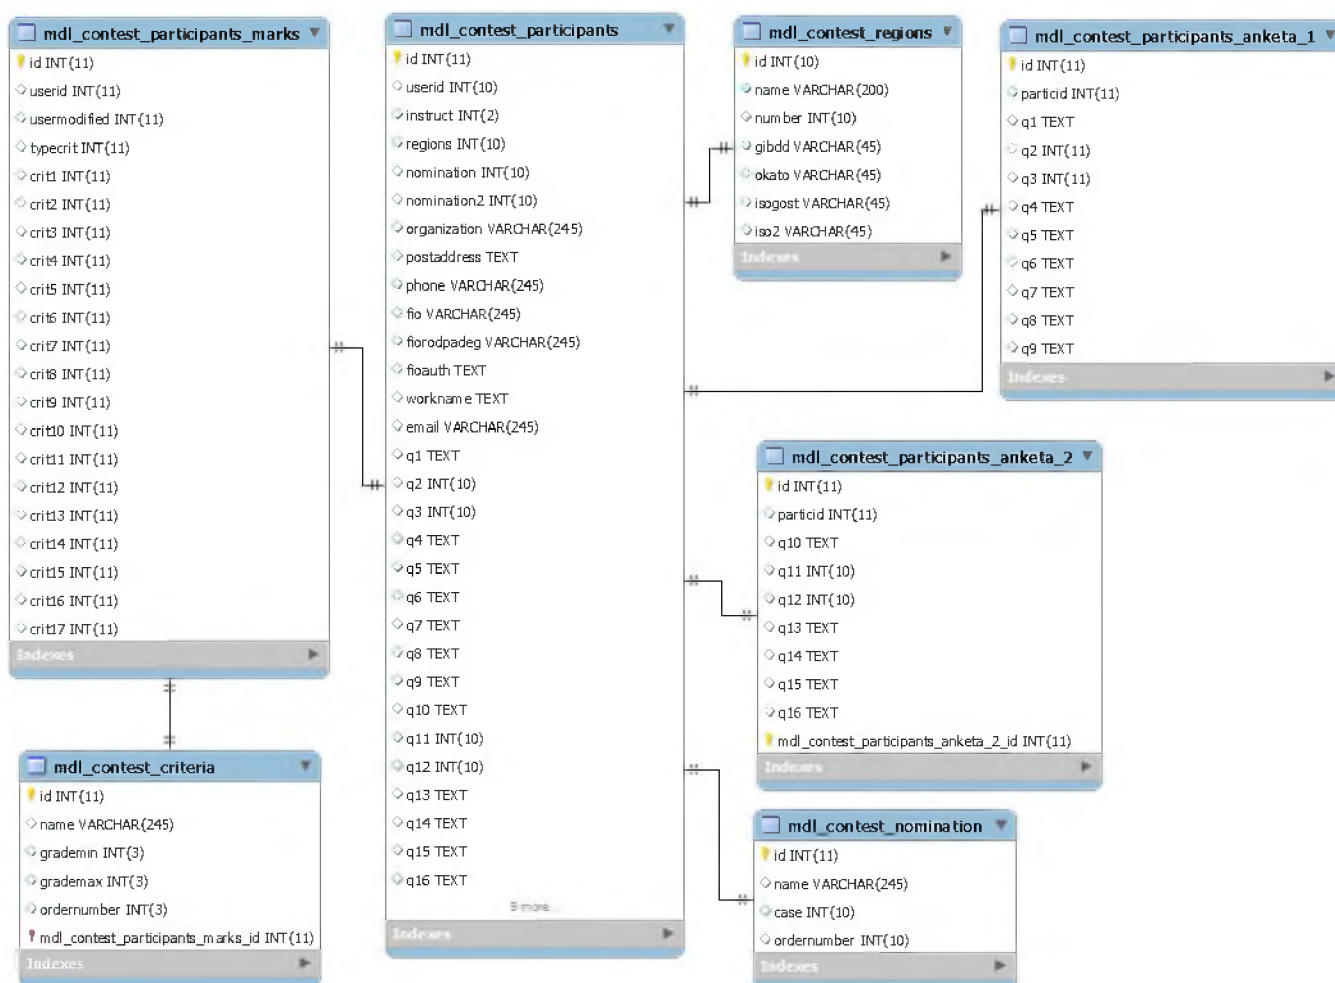 mdl_contest_participants_marks
id INT(11)
userid INT(11)
usermodified INT(11)
typecrit INT(11)
crit1 INT(11)
crit2 INT(11)
crit3 INT(11)
crit4 INT(11)
crit5 INT(11)
crit6 INT(11)
crit7 INT(11)
crit8 INT(11)
crit9 INT(11)
crit10 INT(11)
crit11 INT(11)
crit12 INT(11)
crit13 INT(11)
crit14 INT(11)
crit15 INT(11)
crit16 INT(11)
crit17 INT(11)
Indexes
mdl_contest_criteria
id INT(11)
name VARCHAR(245)
grademin INT(3)
grademax INT(3)
ordernumber INT(3)
mdl_contest_participants_marks_id INT(11)
Indexes
mdl_contest_participants
id INT(11)
userid INT(10)
instruct INT(2)
regions INT(10)
nomination INT(10)
nomination2 INT(10)
organization VARCHAR(245)
postaddress TEXT
phone VARCHAR(245)
fio VARCHAR(245)
fiorodpadeg VARCHAR(245)
fioauth TEXT
workname TEXT
email VARCHAR(245)
q1 TEXT
q2 INT(10)
q3 INT(10)
q4 TEXT
q5 TEXT
q6 TEXT
q7 TEXT
q8 TEXT
q9 TEXT
q10 TEXT
q11 INT(10)
q12 INT(10)
q13 TEXT
q14 TEXT
q15 TEXT
q16 TEXT
9 more...
Indexes
mdl_contest_regions
id INT(10)
name VARCHAR(200)
number INT(10)
gibdd VARCHAR(45)
okato VARCHAR(45)
isogost VARCHAR(45)
iso2 VARCHAR(45)
Indexes
mdl_contest_participants_anketa_1
id INT(11)
particid INT(11)
q1 TEXT
q2 INT(11)
q3 INT(11)
q4 TEXT
q5 TEXT
q6 TEXT
q7 TEXT
q8 TEXT
q9 TEXT
Indexes
mdl_contest_participants_anketa_2
id INT(11)
particid INT(11)
q10 TEXT
q11 INT(10)
q12 INT(10)
q13 TEXT
q14 TEXT
q15 TEXT
q16 TEXT
mdl_contest_participants_anketa_2_id INT(11)
Indexes
mdl_contest_nomination
id INT(11)
name VARCHAR(245)
case INT(10)
ordernumber INT(10)
Indexes